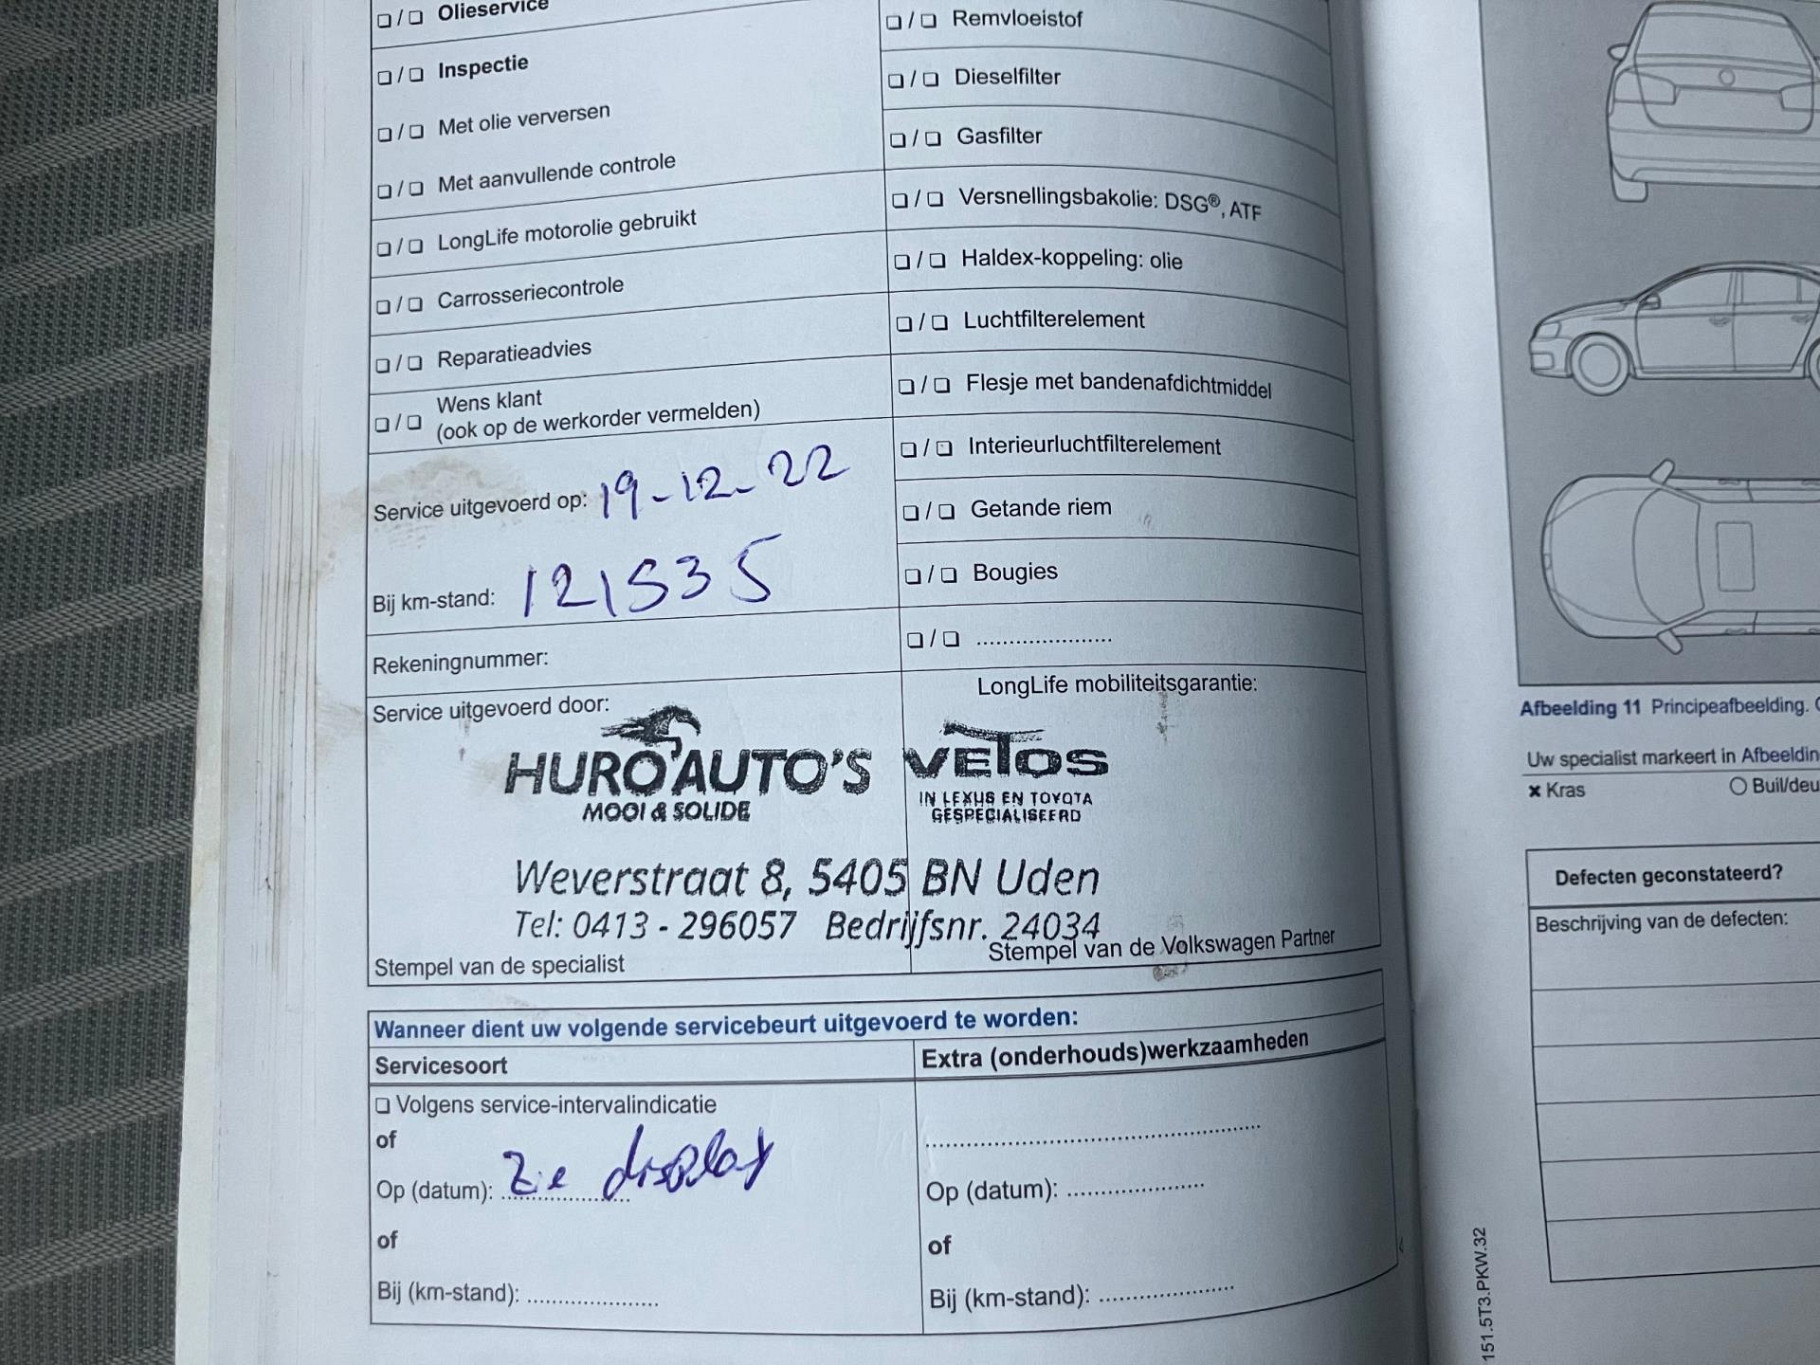 ❏ / ❏ Olieservice
❏ / ❏ Inspectie
❏ / ❏ Met olie verversen
❏ / ❏ Met aanvullende controle
❏ / ❏ LongLife motorolie gebruikt
❏ / ❏ Carrosseriecontrole
❏ / ❏ Reparatieadvies
❏ / ❏ Wens klant
(ook op de werkorder vermelden)
Service uitgevoerd op: 19-12-22
Bij km-stand: 121535
Rekeningnummer:
❏ / ❏ Remvloeistof
❏ / ❏ Dieselfilter
❏ / ❏ Gasfilter
❏ / ❏ Versnellingsbakolie: DSG®, ATF
❏ / ❏ Haldex-koppeling: olie
❏ / ❏ Luchtfilterelement
❏ / ❏ Flesje met bandenafdichtmiddel
❏ / ❏ Interieurluchtfilterelement
❏ / ❏ Getande riem
❏ / ❏ Bougies
❏ / ❏ ......................
Service uitgevoerd door:
LongLife mobiliteitsgarantie:
HURO AUTO'S VETOS
MOOI & SOLIDE
IN LEXUS EN TOYOTA
GESPECIALISEERD
Weverstraat 8, 5405 BN Uden
Tel: 0413 - 296057 Bedrijfsnr. 24034
Stempel van de specialist
Stempel van de Volkswagen Partner
Wanneer dient uw volgende servicebeurt uitgevoerd te worden:
Servicesoort
❏ Volgens service-intervalindicatie
of
Op (datum): zie display
of
Bij (km-stand): ......................
Extra (onderhouds)werkzaamheden
......................................................
Op (datum): ......................
of
Bij (km-stand): ......................
Afbeelding 11 Principeafbeelding.
Uw specialist markeert in
× Kras
Defecten geconstateerd?
Beschrijving van de defecten:
151.5T3.PKW.32